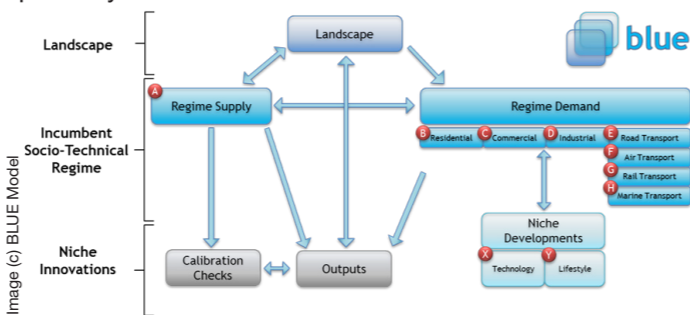 Landscape
Landscape
blue
A
Regime Supply
Regime Demand
B
Residential
C
Commercial
D
Industrial
E
Road Transport
F
Air Transport
G
Rail Transport
H
Marine Transport
Incumbent
Socio-Technical
Regime
Niche
Developments
X
Technology
Y
Lifestyle
Niche
Innovations
Calibration
Checks
Outputs
Image (c) BLUE Model